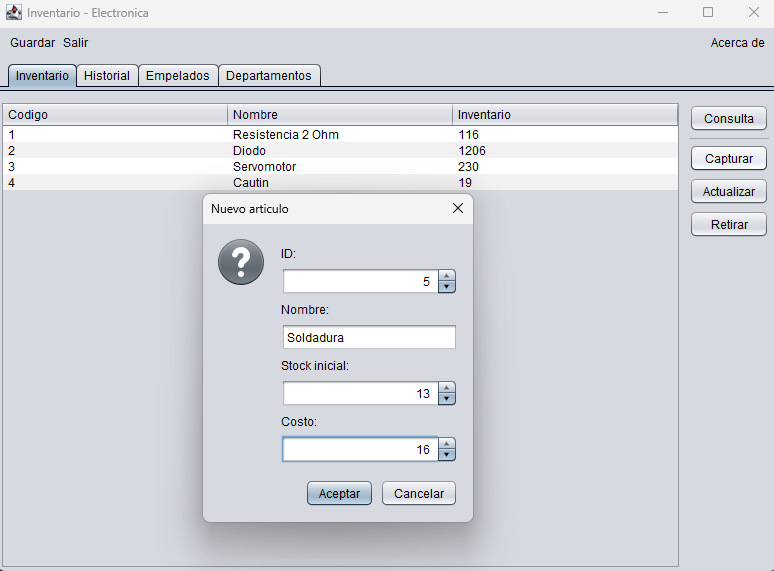 Inventario - Electronica
Guardar Salir Acerca de
Inventario Historial Empelados Departamentos
Codigo Nombre Inventario
1 Resistencia 2 Ohm 116
2 Diodo 1206
3 Servomotor 230
4 Cautin 19
Consulta
Capturar
Actualizar
Retirar
Nuevo articulo
ID:
5
Nombre:
Soldadura
Stock inicial:
13
Costo:
16
Aceptar Cancelar